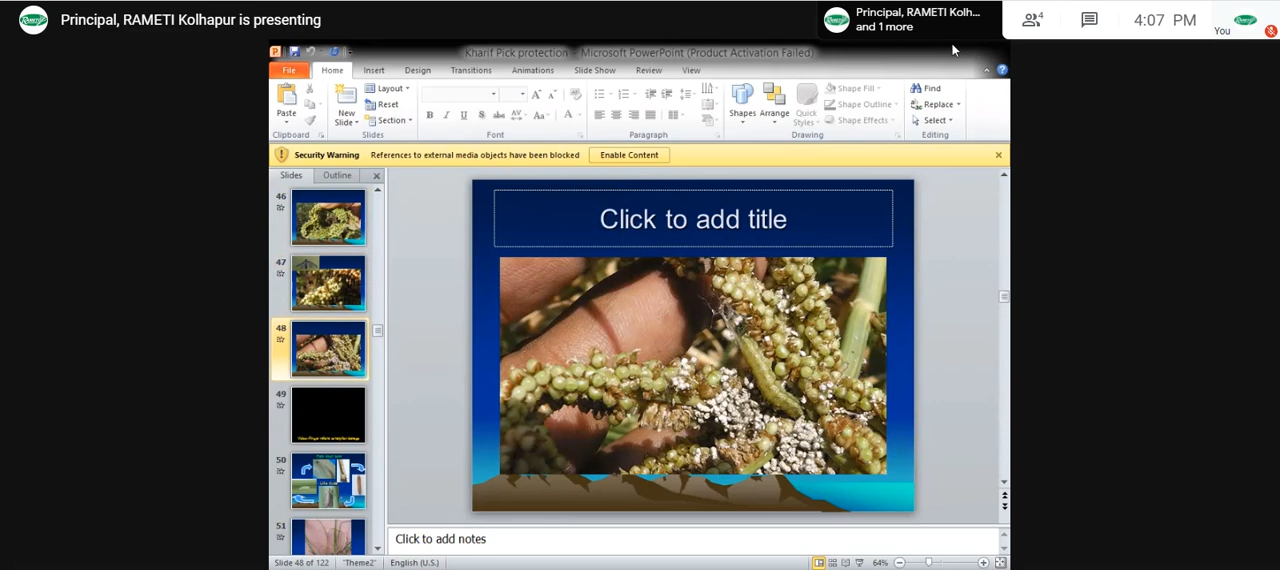 Principal, RAMETI Kolhapur is presenting
Principal, RAMETI Kolh...
and 1 more
4
4:07 PM
You
Kharif Pick protection - Microsoft PowerPoint (Product Activation Failed)
File Home Insert Design Transitions Animations Slide Show Review View
Paste
Clipboard
New
Slide
Layout
Reset
Section
Slides
Font
Paragraph
Shapes
Arrange
Quick
Styles
Shape Fill
Shape Outline
Shape Effects
Drawing
Find
Replace
Select
Editing
Security Warning References to external media objects have been blocked Enable Content
Slides Outline
46
47
48
49
50
51
Click to add title
Click to add notes
Slide 48 of 122 "Theme2" English (U.S.) 64%